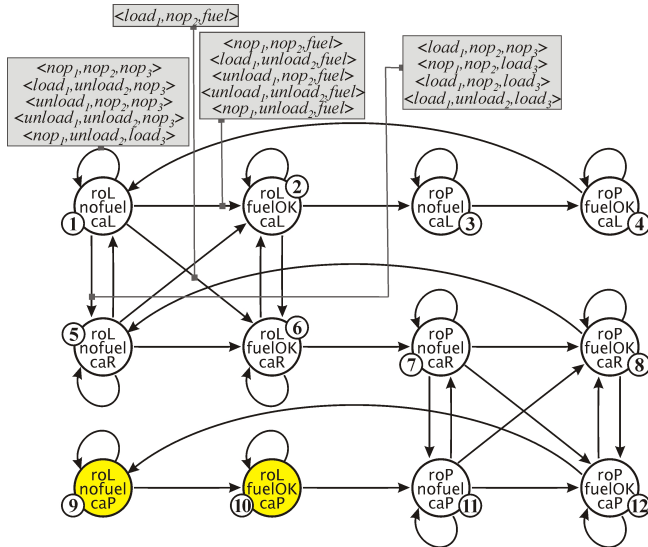 <load1,nop2,fuel>
<nop1,nop2,nop3>
<load1,unload2,nop3>
<unload1,nop2,nop3>
<unload1,unload2,nop3>
<nop1,unload2,load3>
<nop1,nop2,fuel>
<load1,unload2,fuel>
<unload1,nop2,fuel>
<unload1,unload2,fuel>
<nop1,unload2,fuel>
<load1,nop2,nop3>
<nop1,nop2,load3>
<load1,nop2,load3>
<load1,unload2,load3>
roL
nofuel
caL
1
roL
fuelOK
caL
2
roP
nofuel
caL
3
roP
fuelOK
caL
4
roL
nofuel
caR
5
roL
fuelOK
caR
6
roP
nofuel
caR
7
roP
fuelOK
caR
8
roL
nofuel
caP
9
roL
fuelOK
caP
10
roP
nofuel
caP
11
roP
fuelOK
caP
12